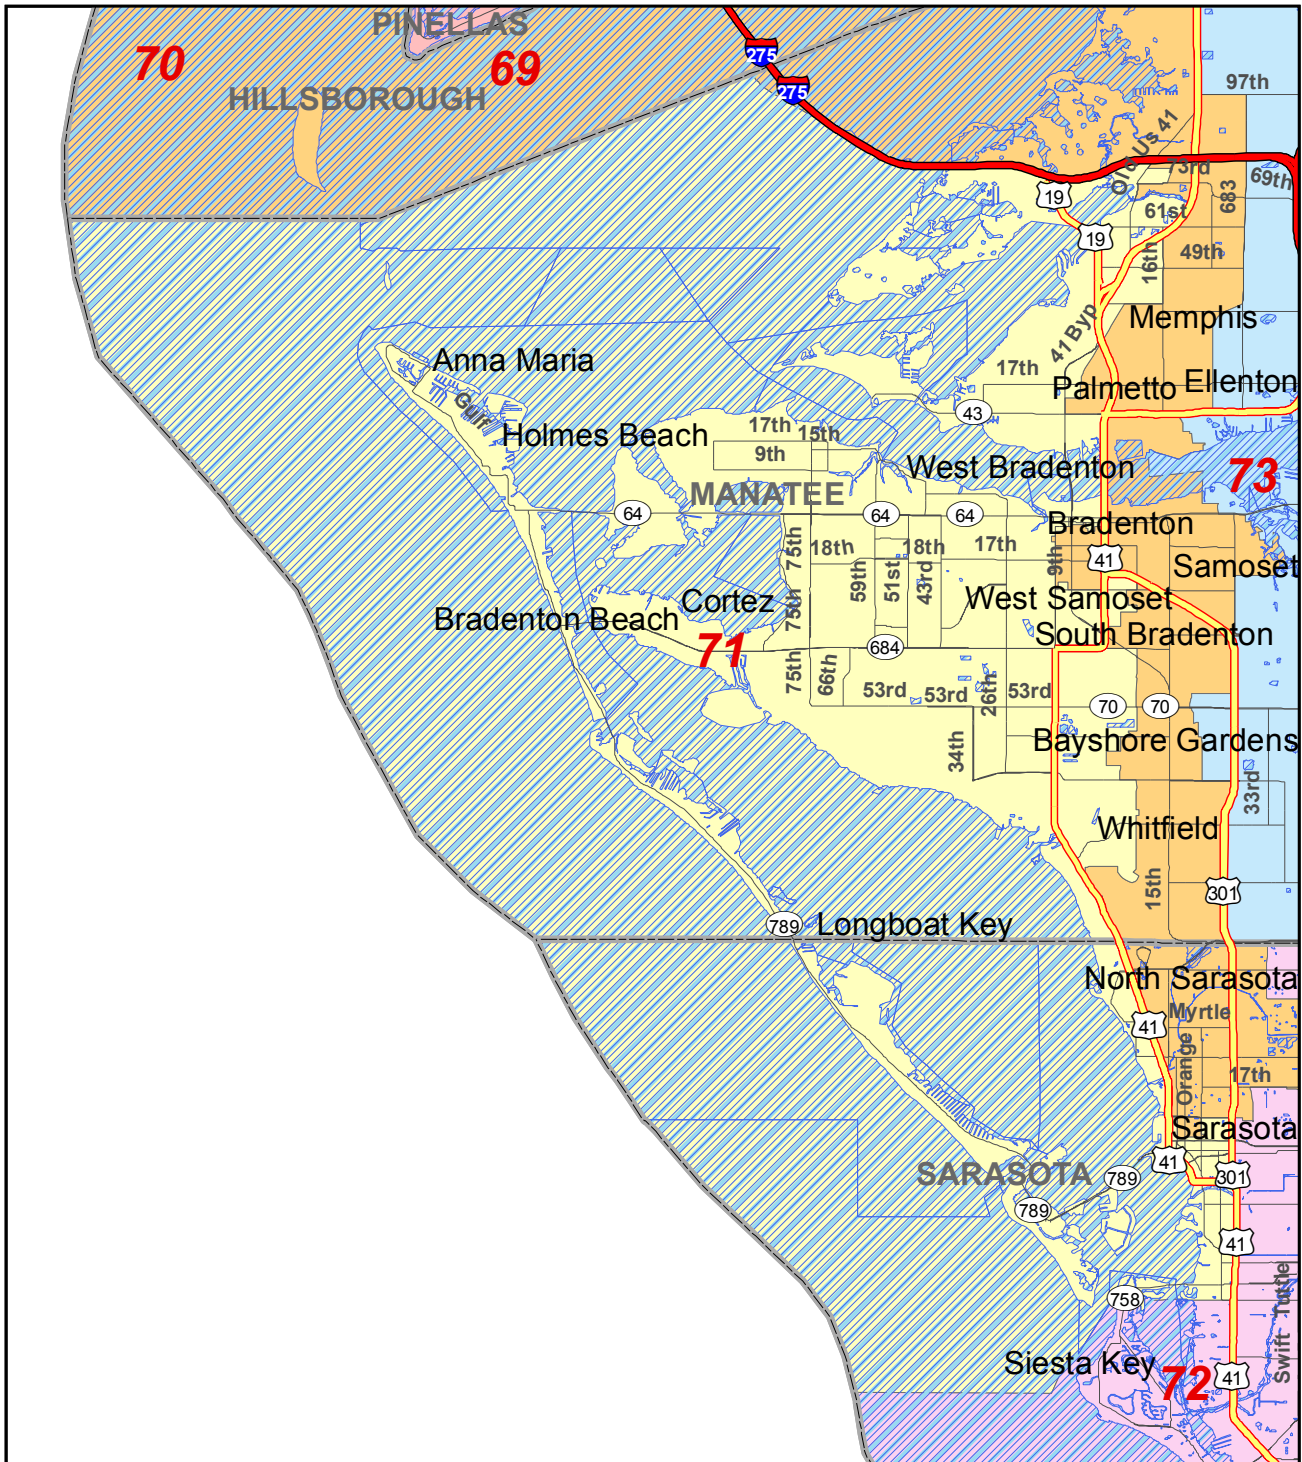 PINELLAS
70
69
HILLSBOROUGH
275
275
97th
Old Us 41
73rd
69th
19
683
61st
19
16th
49th
41 Byp
Memphis
Anna Maria
17th
Palmetto
Ellenton
Gulf
43
Holmes Beach
17th
15th
9th
West Bradenton
73
MANATEE
64
64
64
Bradenton
75th
18th
18th
17th
9th
41
Samoset
59th
51st
43rd
Cortez
75th
West Samoset
Bradenton Beach
71
684
South Bradenton
75th
66th
53rd
53rd
26th
53rd
70
70
34th
Bayshore Gardens
33rd
Whitfield
15th
301
789
Longboat Key
North Sarasota
Myrtle
41
Orange
17th
Sarasota
41
SARASOTA
789
301
789
41
758
Tuttle
Swift
Siesta Key
72
41